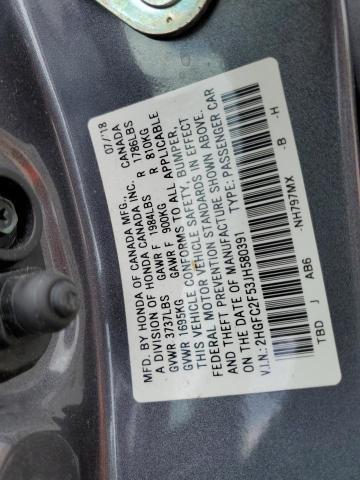 07/'18
MFD. BY HONDA OF CANADA MFG., CANADA
A DIVISION OF HONDA CANADA INC.
GAWR F 1984LBS R 1786LBS
GVWR 3737LBS GAWR F 900KG R 810KG
GVWR 1695KG
THIS VEHICLE CONFORMS TO ALL APPLICABLE
FEDERAL MOTOR VEHICLE SAFETY, BUMPER,
AND THEFT PREVENTION STANDARDS IN EFFECT
ON THE DATE OF MANUFACTURE SHOWN ABOVE.
V.I.N.: 2HGFC2F53JH580391 TYPE: PASSENGER CAR
TBD J AB6 -NH797MX -B -H